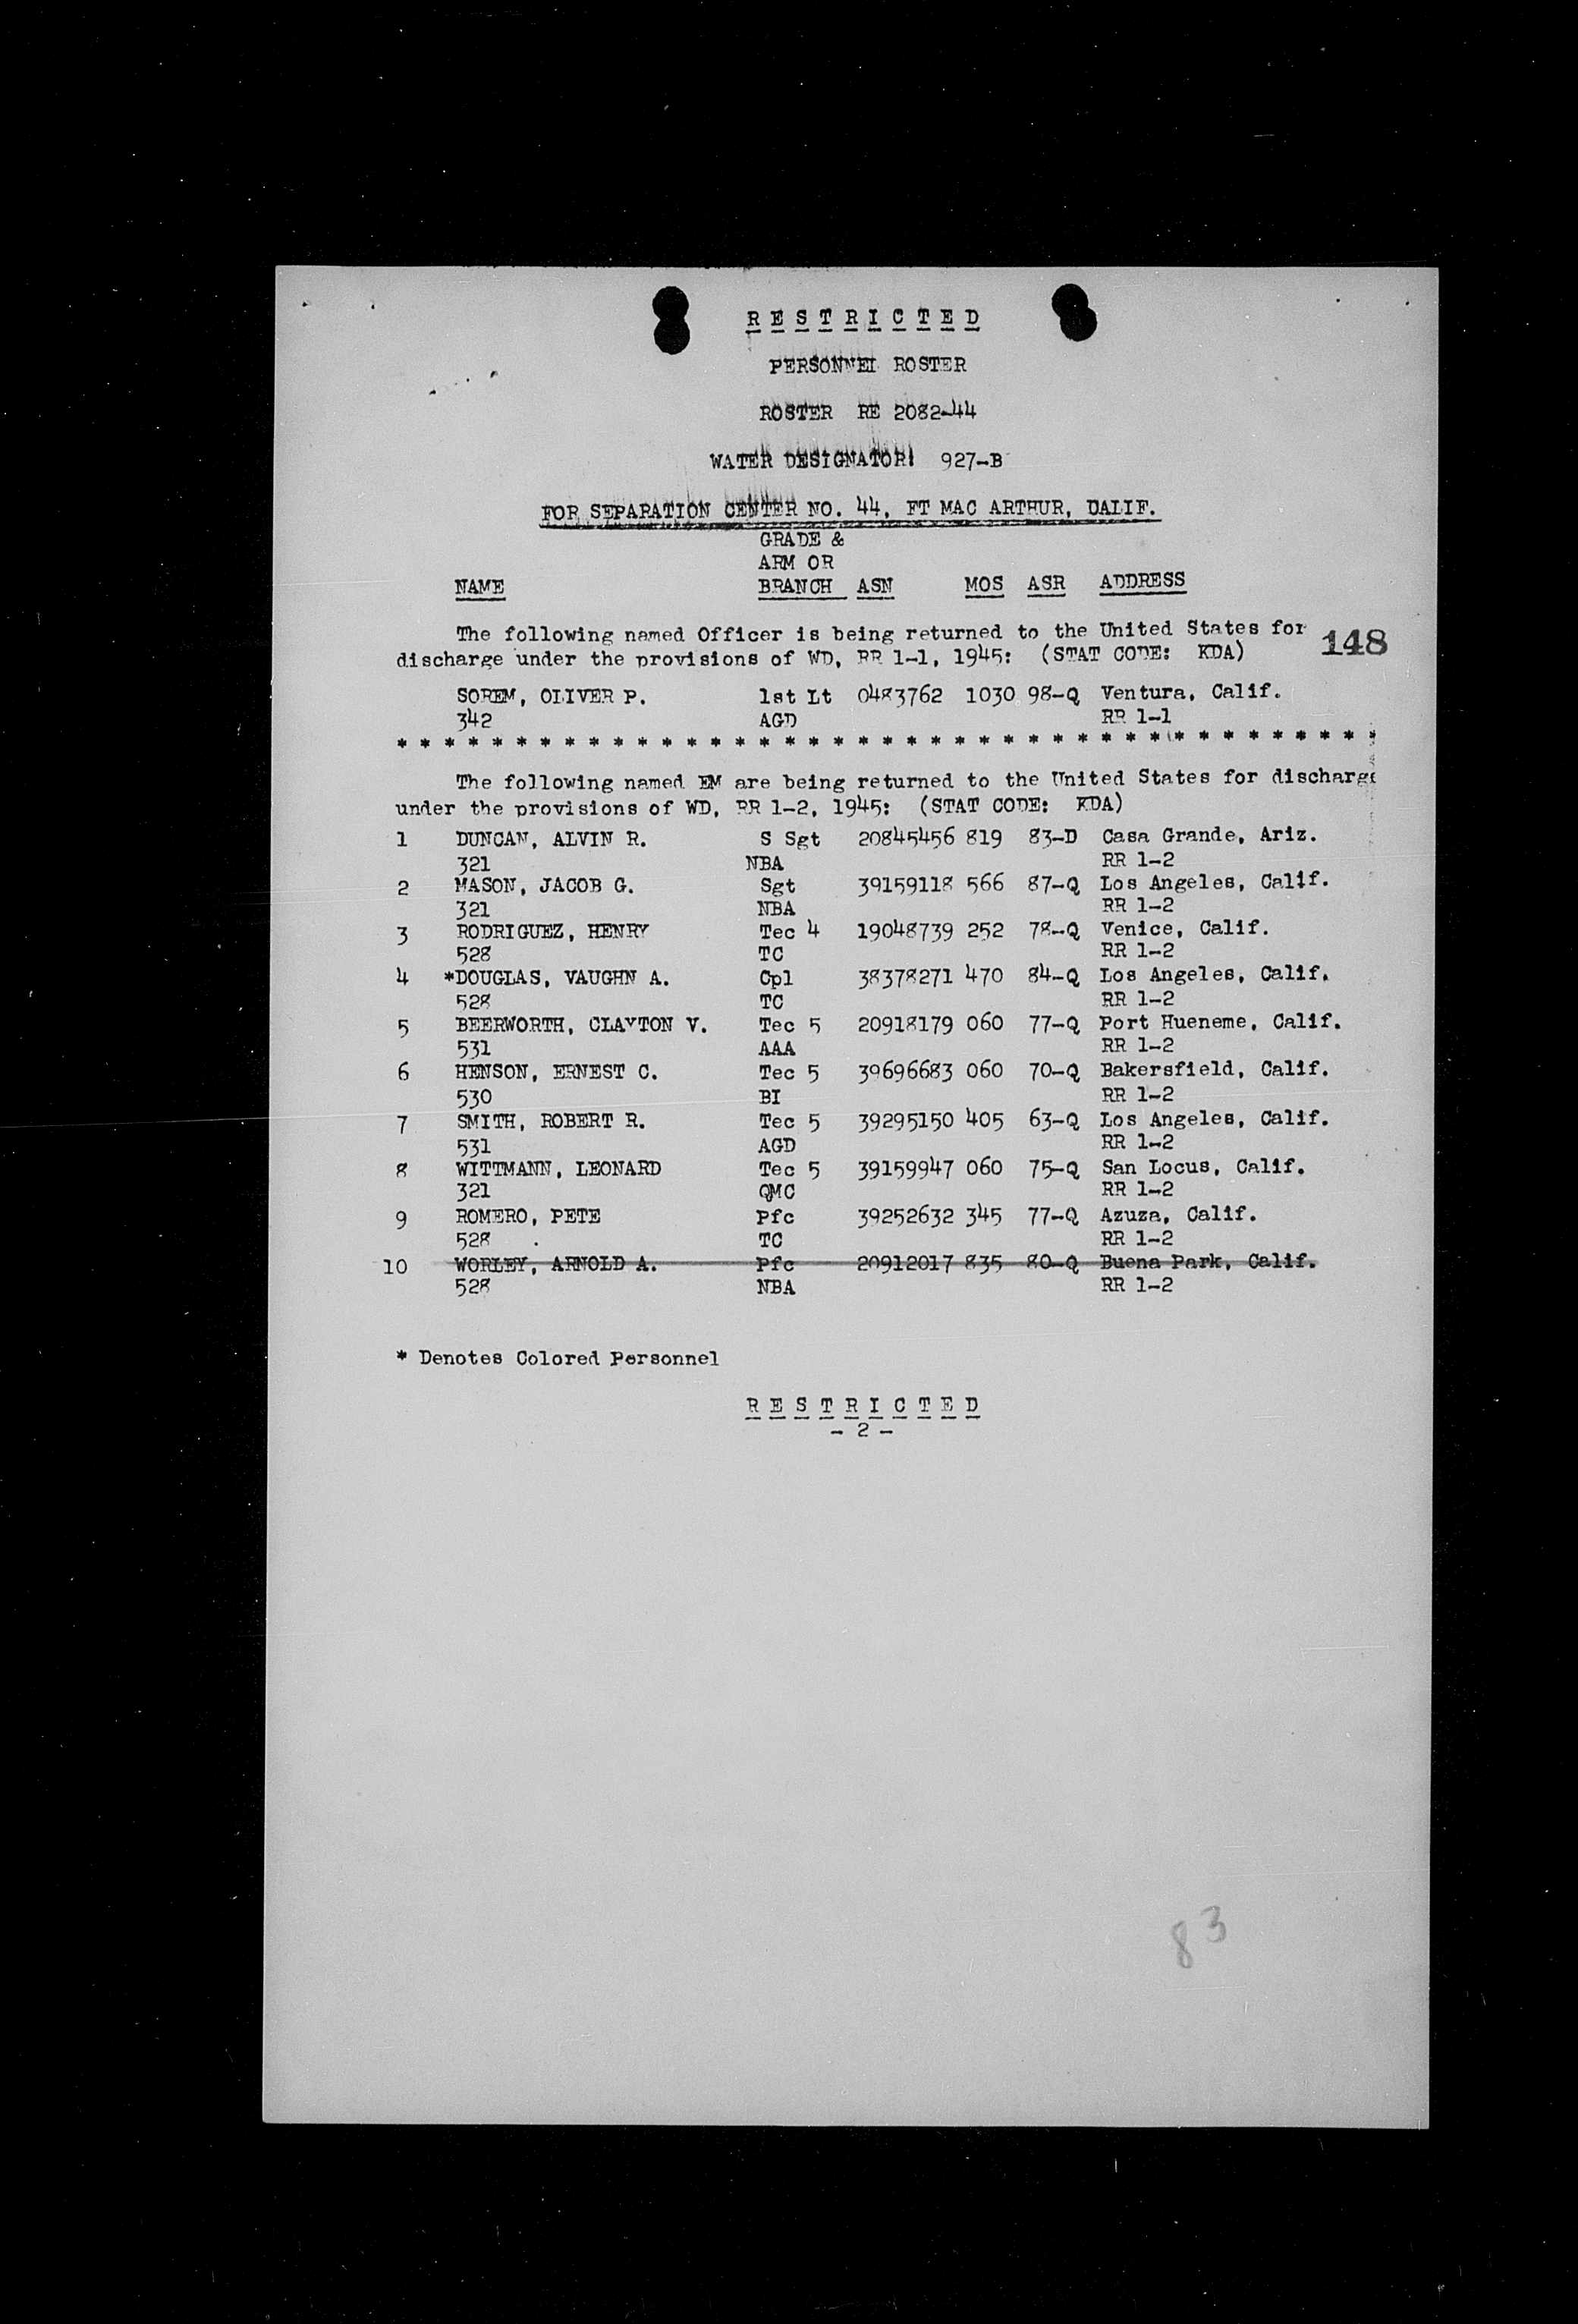 R E S T R I C T E D
PERSONNEL ROSTER
ROSTER RE 2082-44
WATER DESIGNATOR: 927-B
FOR SEPARATION CENTER NO. 44, FT MAC ARTHUR, CALIF.
GRADE &
ARM OR
NAME BRANCH ASN MOS ASR ADDRESS
The following named Officer is being returned to the United States for
148
discharge under the provisions of WD, RR 1-1, 1945: (STAT CODE: KDA)
SOREM, OLIVER P. 1st Lt 0483762 1030 98-Q Ventura, Calif.
342 AGD RR 1-1
* * * * * * * * * * * * * * * * * * * * * * * * * * * * * * * * * * * * * * * * *
The following named EM are being returned to the United States for discharge
under the provisions of WD, RR 1-2, 1945: (STAT CODE: KDA)
1 DUNCAN, ALVIN R. S Sgt 20845456 819 83-D Casa Grande, Ariz.
321 NBA RR 1-2
2 MASON, JACOB G. Sgt 39159118 566 87-Q Los Angeles, Calif.
321 NBA RR 1-2
3 RODRIGUEZ, HENRY Tec 4 19048739 252 78-Q Venice, Calif.
528 TC RR 1-2
4 *DOUGLAS, VAUGHN A. Cpl 38378271 470 84-Q Los Angeles, Calif.
528 TC RR 1-2
5 BEERWORTH, CLAYTON V. Tec 5 20918179 060 77-Q Port Hueneme, Calif.
531 AAA RR 1-2
6 HENSON, ERNEST C. Tec 5 39696683 060 70-Q Bakersfield, Calif.
530 BI RR 1-2
7 SMITH, ROBERT R. Tec 5 39295150 405 63-Q Los Angeles, Calif.
531 AGD RR 1-2
8 WITTMANN, LEONARD Tec 5 39159947 060 75-Q San Locus, Calif.
321 QMC RR 1-2
9 ROMERO, PETE Pfc 39252632 345 77-Q Azuza, Calif.
528 TC RR 1-2
10 WORLEY, ARNOLD A. Pfc 20912017 835 80-Q Buena Park, Calif.
528 NBA RR 1-2
* Denotes Colored Personnel
R E S T R I C T E D
- 2 -
83